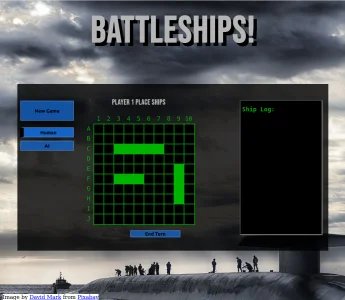 BATTLESHIPS!
PLAYER 1 PLACE SHIPS
New Game
Human
AI
1 2 3 4 5 6 7 8 9 10
A
B
C
D
E
F
G
H
I
J
Ship Log:
End Turn
Image by David Mark from Pixabay